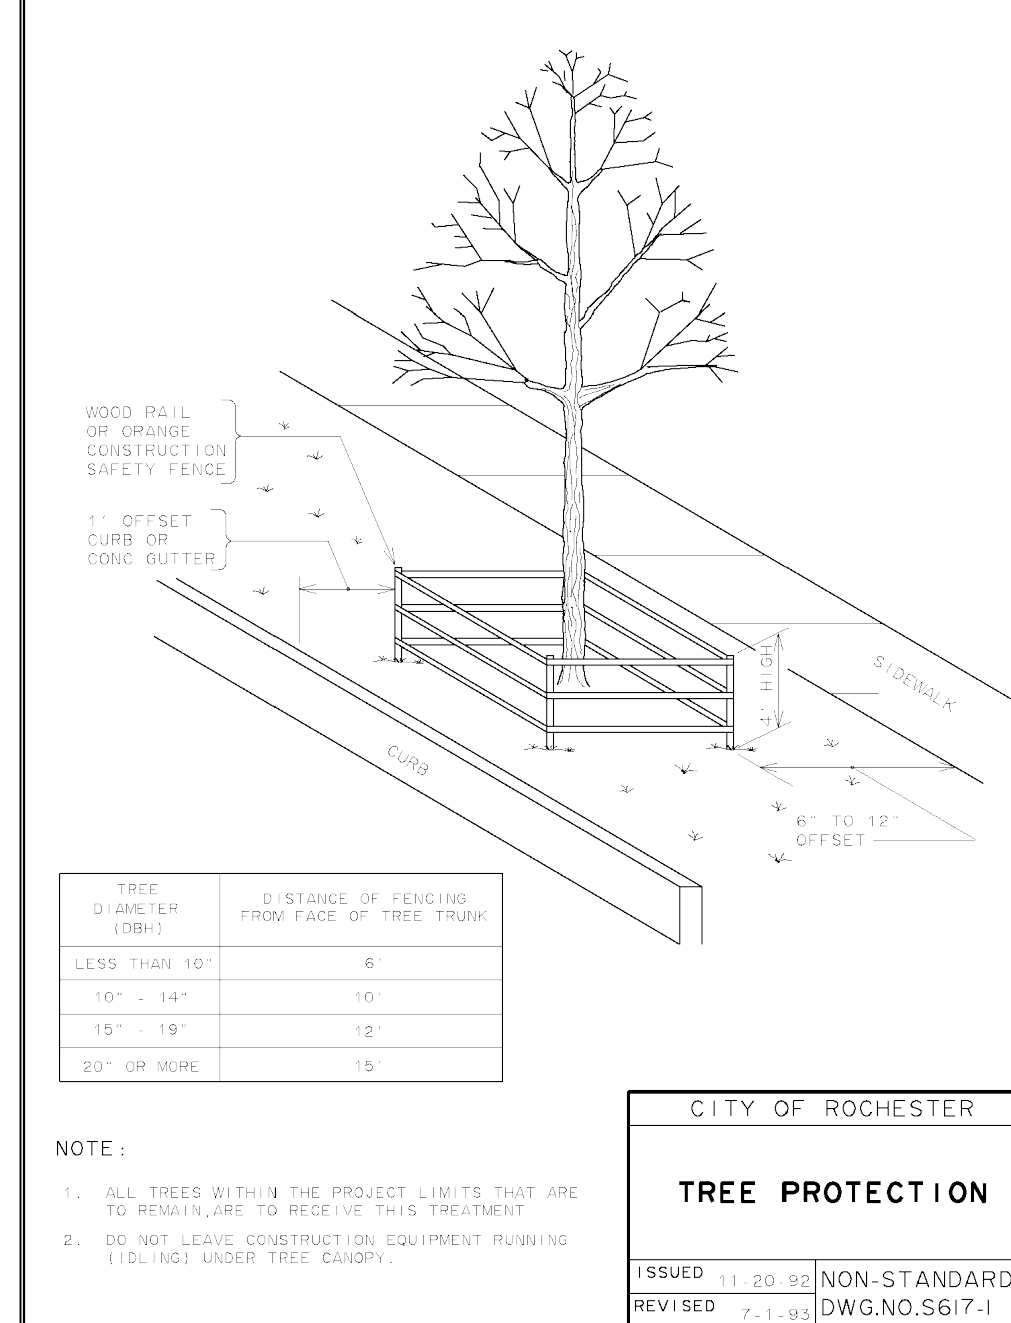 WOOD RAIL
OR ORANGE
CONSTRUCTION
SAFETY FENCE
1' OFFSET
CURB OR
CONC GUTTER
4' HIGH
SIDEWALK
CURB
6" TO 12"
OFFSET
TREE
DIAMETER
(DBH)
DISTANCE OF FENCING
FROM FACE OF TREE TRUNK
LESS THAN 10" 6'
10" - 14" 10'
15" - 19" 12'
20" OR MORE 15'
NOTE:
1. ALL TREES WITHIN THE PROJECT LIMITS THAT ARE
TO REMAIN, ARE TO RECEIVE THIS TREATMENT.
2. DO NOT LEAVE CONSTRUCTION EQUIPMENT RUNNING
(IDLING) UNDER TREE CANOPY.
CITY OF ROCHESTER
TREE PROTECTION
ISSUED 11-20-92
REVISED 7-1-93
NON-STANDARD
DWG.NO.S617-1